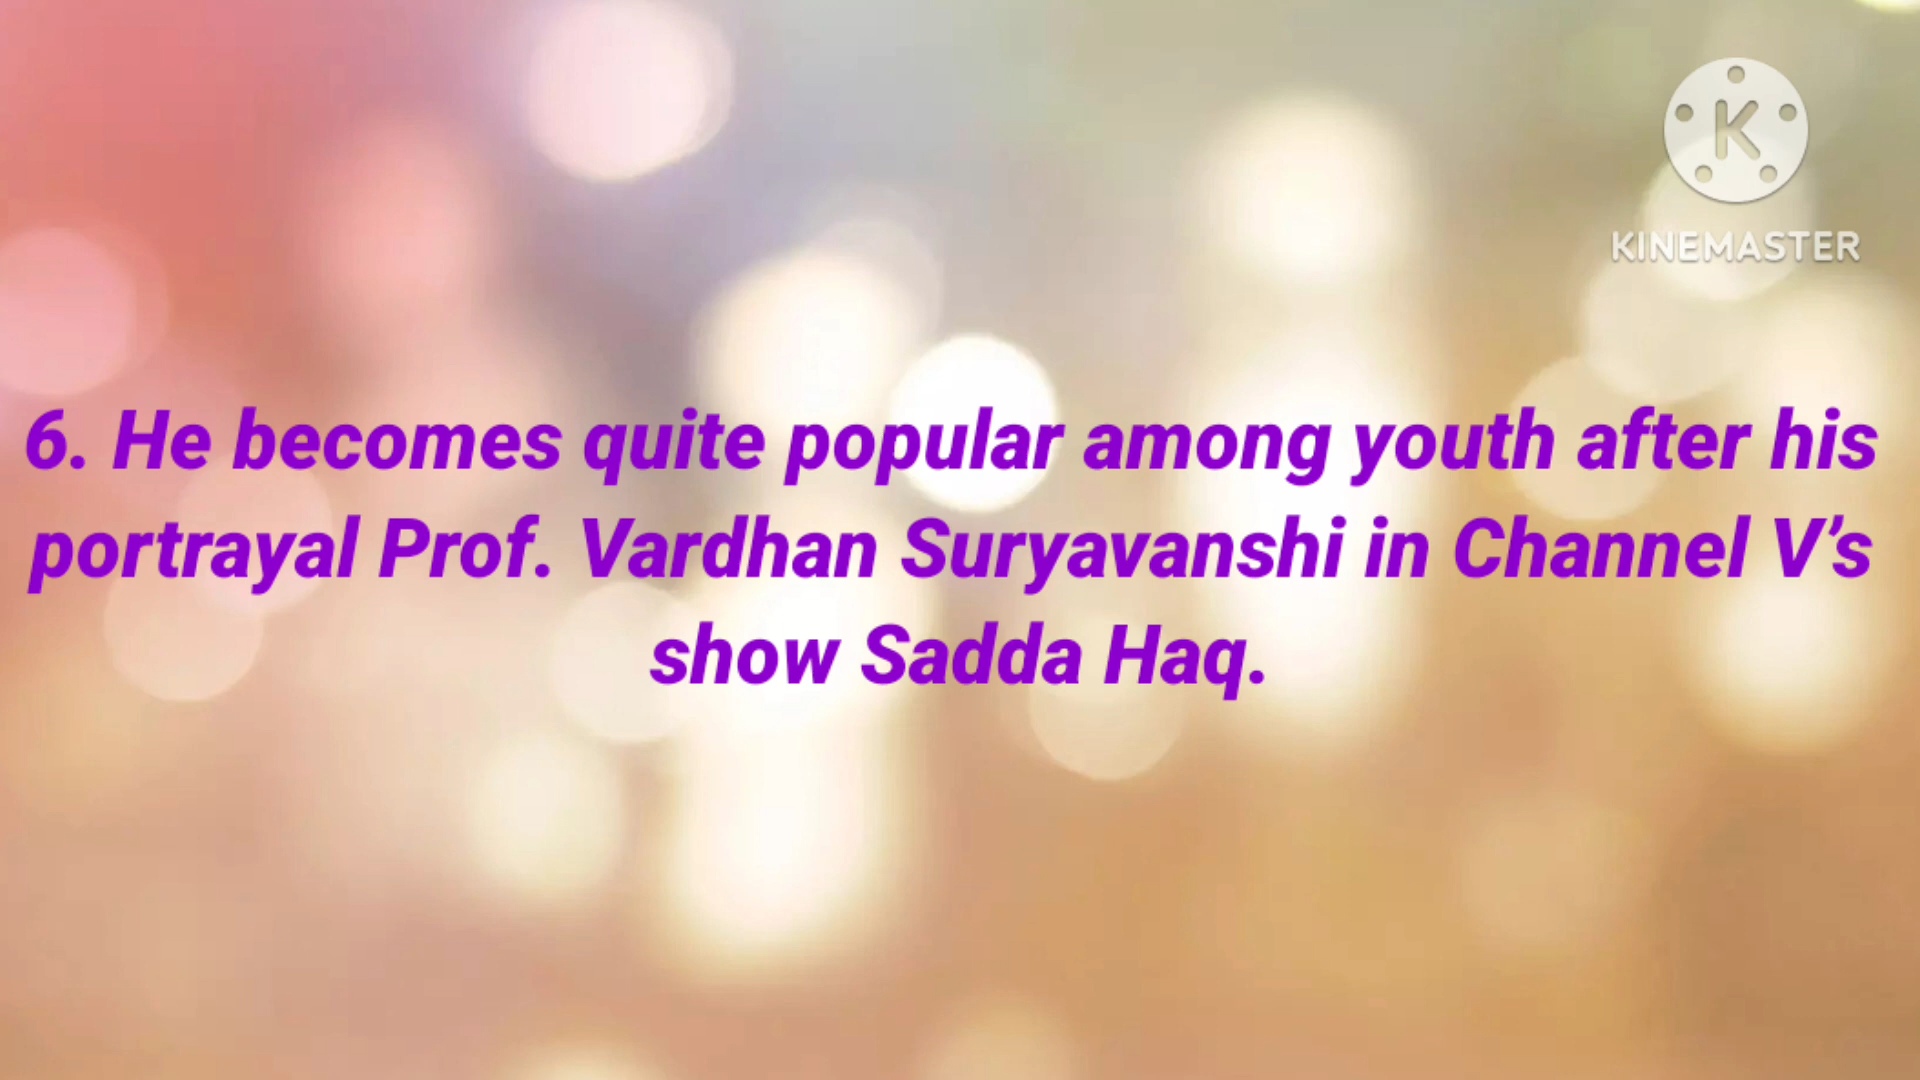 K
KINEMASTER
6. He becomes quite popular among youth after his
portrayal Prof. Vardhan Suryavanshi in Channel V’s
show Sadda Haq.